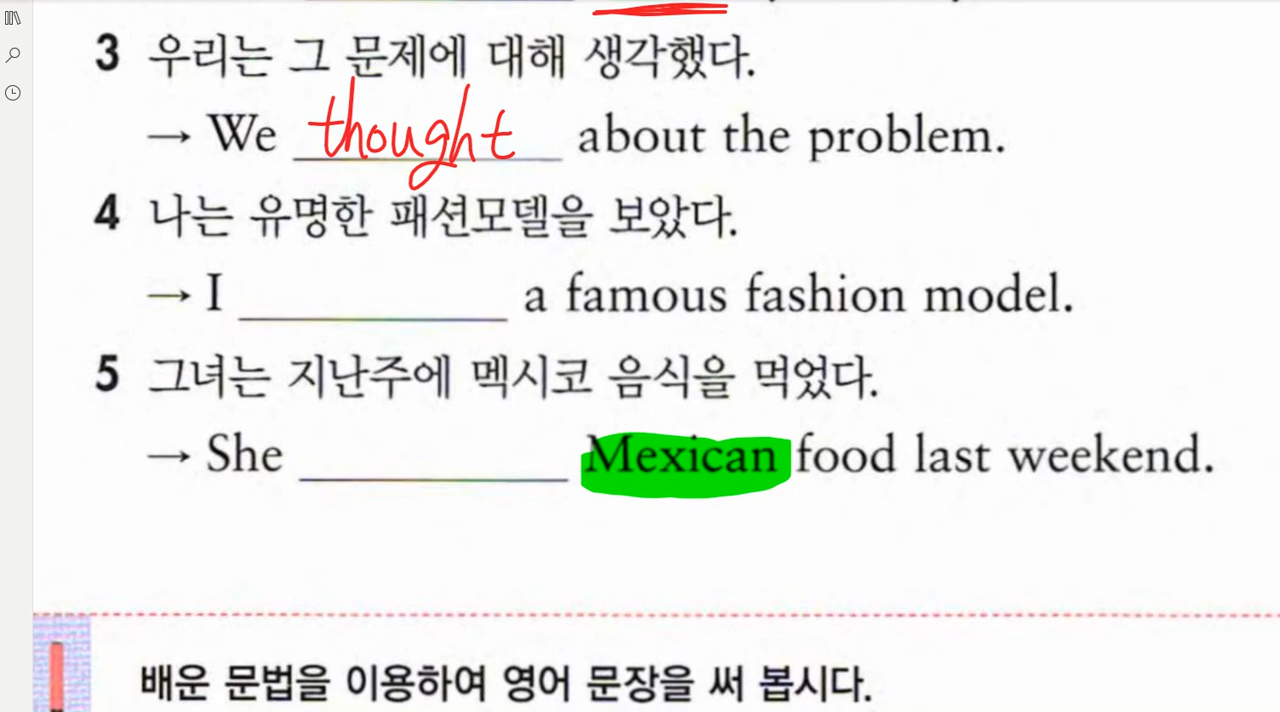 3 우리는 그 문제에 대해 생각했다.
→ We thought about the problem.
4 나는 유명한 패션모델을 보았다.
→ I __________ a famous fashion model.
5 그녀는 지난주에 멕시코 음식을 먹었다.
→ She __________ Mexican food last weekend.
배운 문법을 이용하여 영어 문장을 써 봅시다.